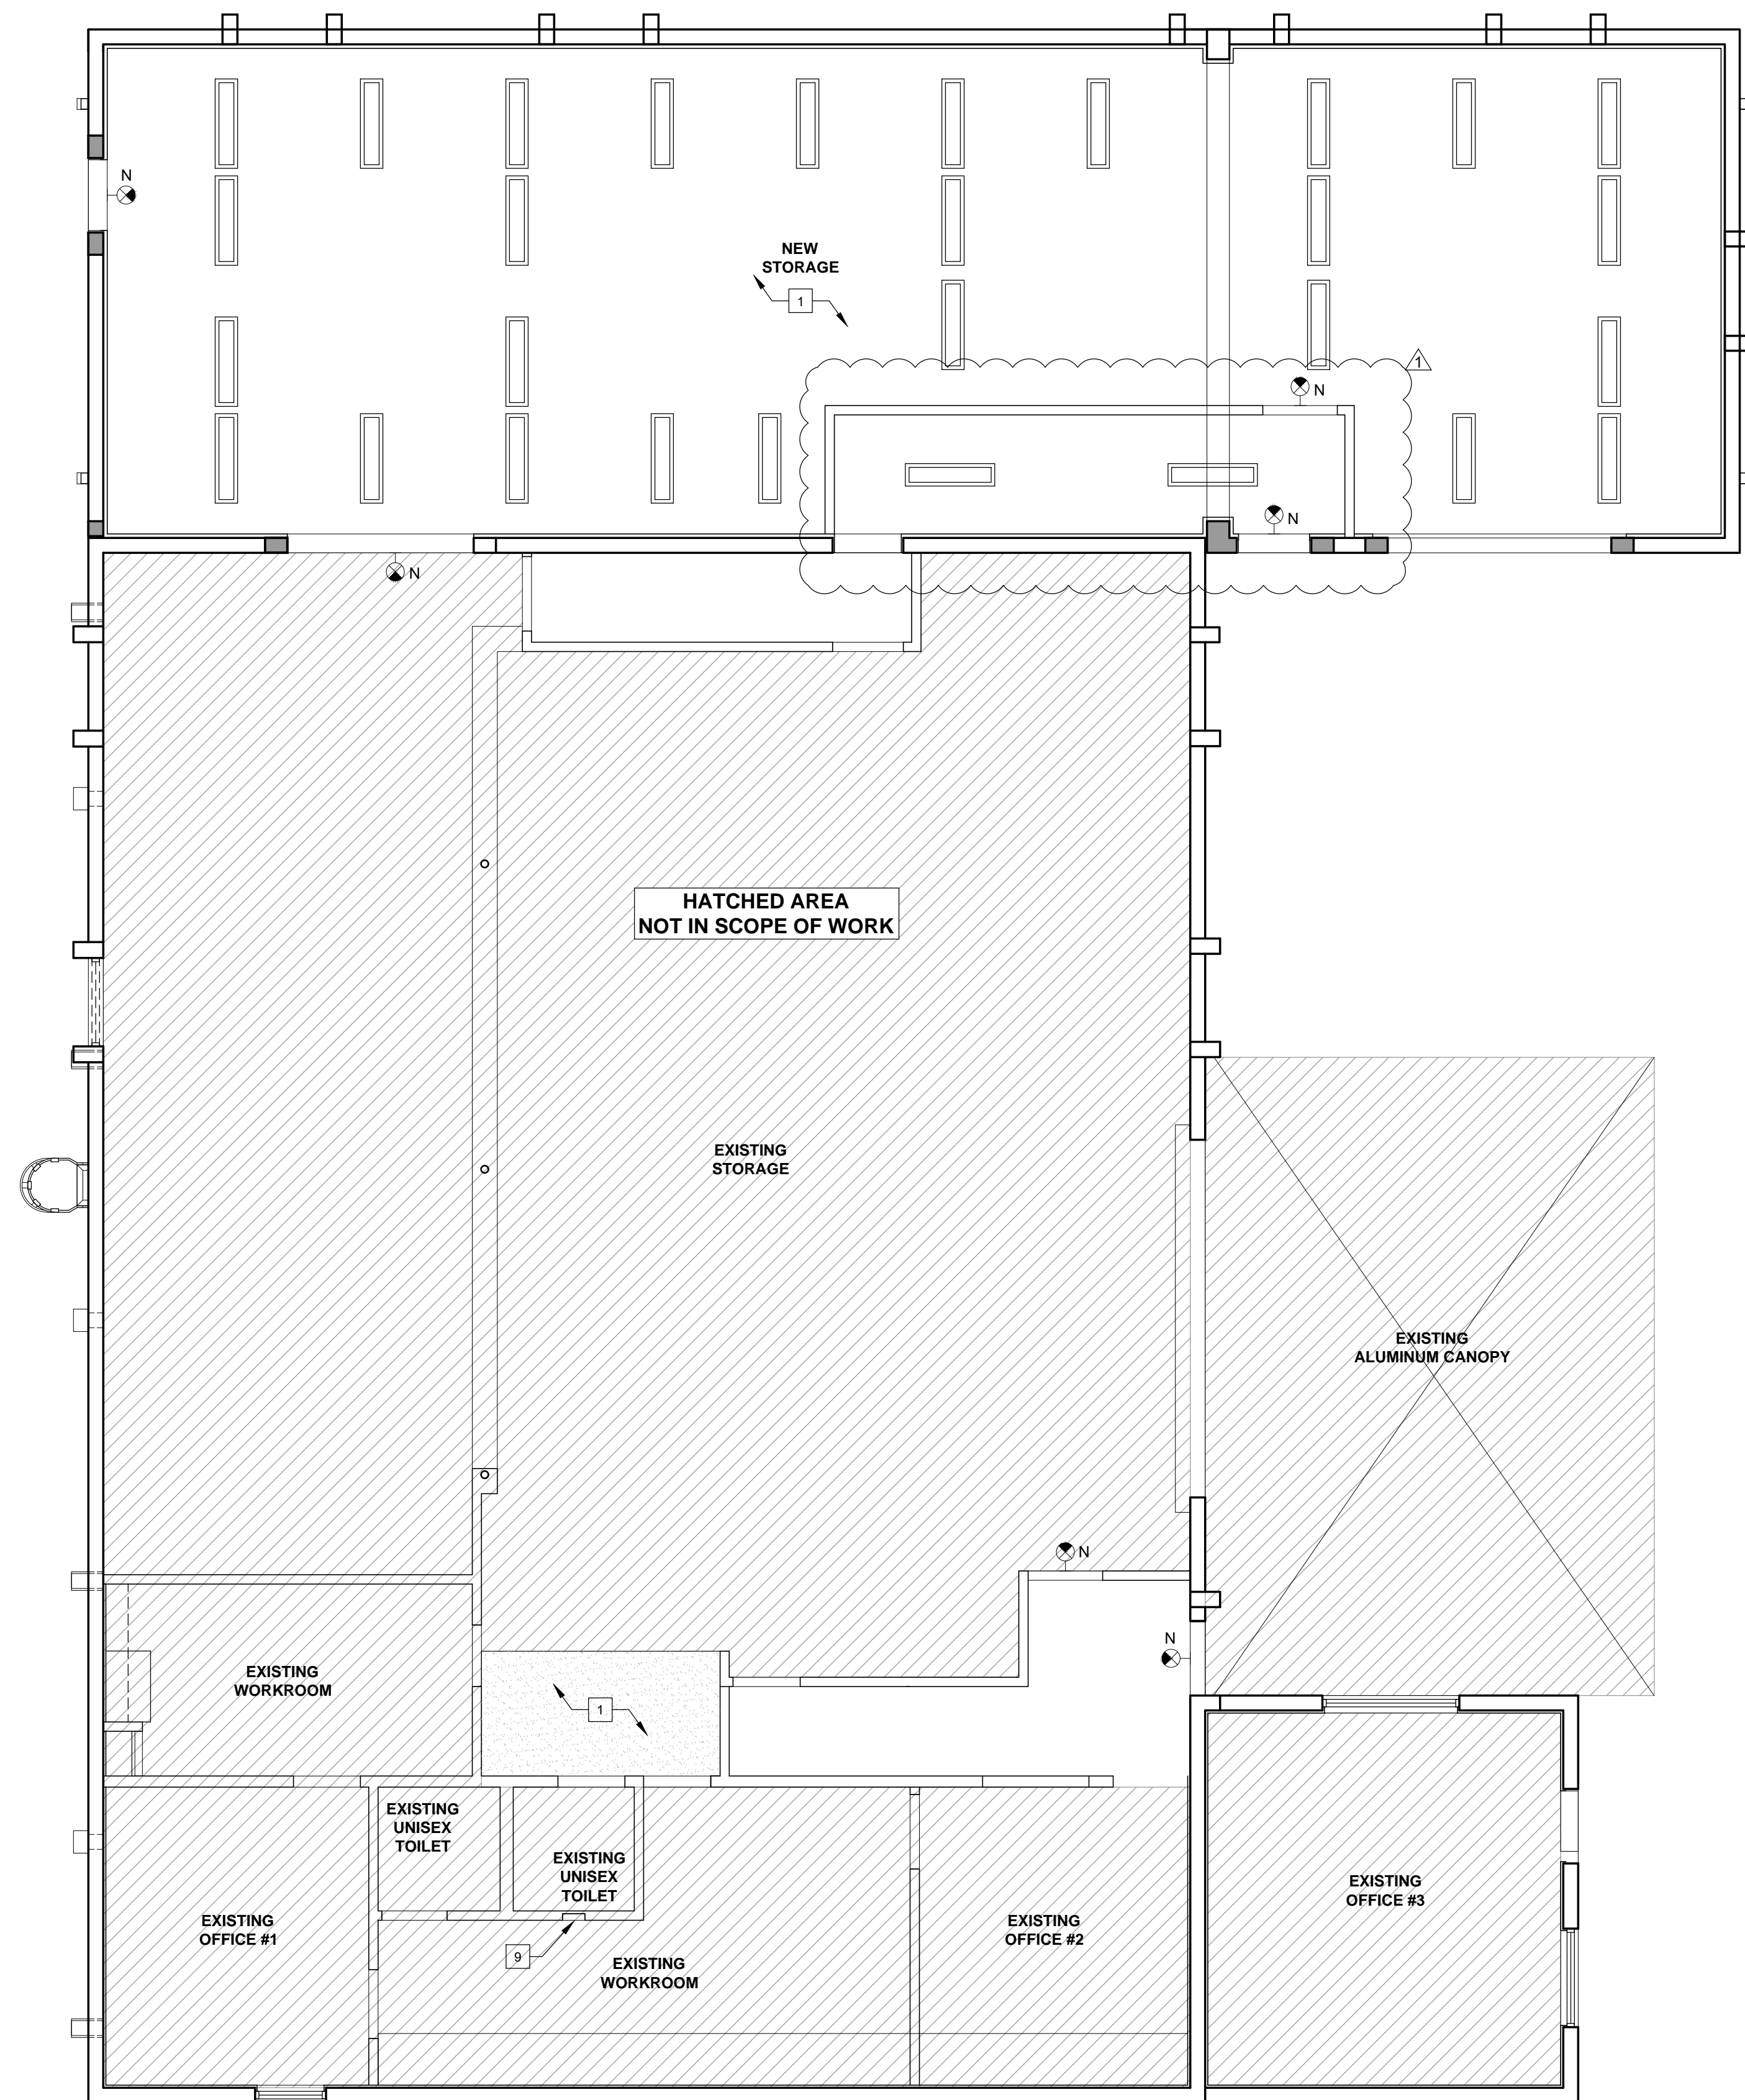 N
NEW
STORAGE
1
1
N
N
N
HATCHED AREA
NOT IN SCOPE OF WORK
EXISTING
STORAGE
EXISTING
ALUMINUM CANOPY
N
N
EXISTING
WORKROOM
1
EXISTING
UNISEX
TOILET
EXISTING
UNISEX
TOILET
EXISTING
OFFICE #3
EXISTING
OFFICE #1
EXISTING
OFFICE #2
9
EXISTING
WORKROOM